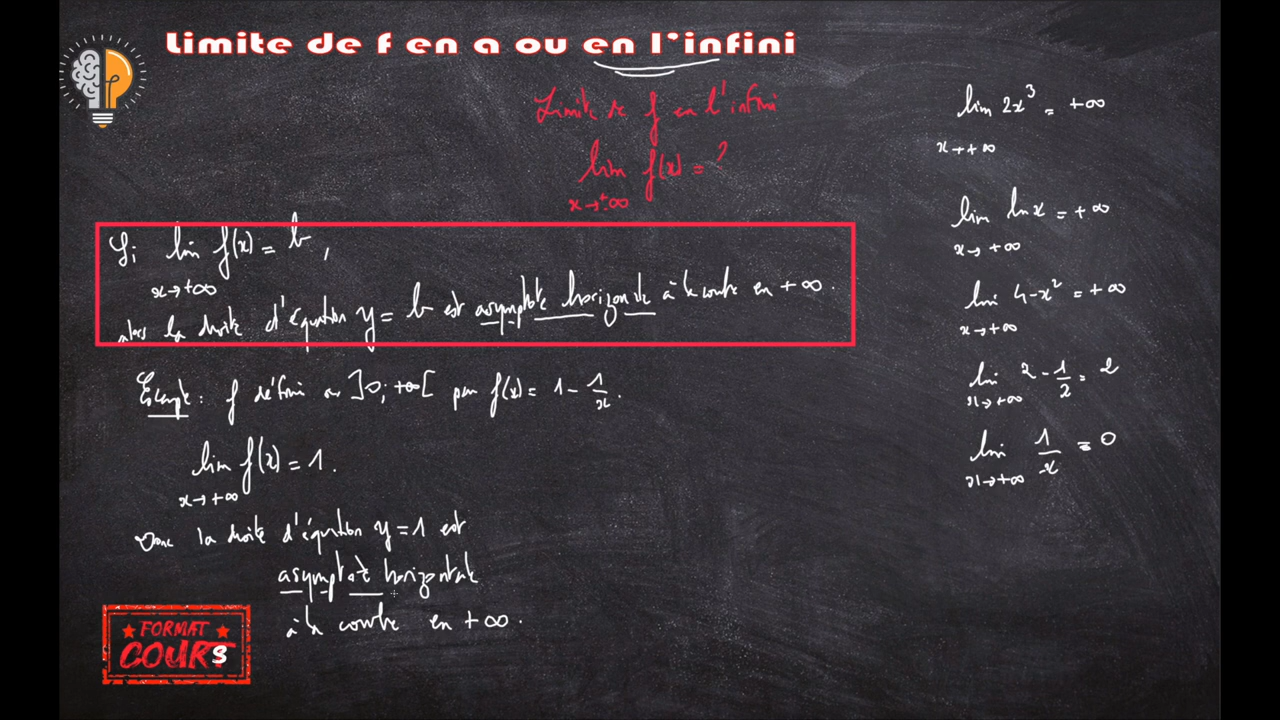 Limite de f en a ou en l'infini
Limite de f en l'infini
lim f(x) = ?
x→±∞
Si lim f(x) = b,
x→+∞
alors la droite d'équation y = b est asymptote horizontale à la courbe en +∞.
Exemple : f définie sur ]0; +∞[ par f(x) = 1 - 1/x.
lim f(x) = 1.
x→+∞
Donc la droite d'équation y = 1 est
asymptote horizontale
à la courbe en +∞.
FORMAT
COURTS
lim 2x³ = +∞
x→+∞
lim ln x = +∞
x→+∞
lim 4-x² = +∞
x→+∞
lim 2 - 1/2 = 2
x→+∞
lim 1/-x = 0
x→+∞